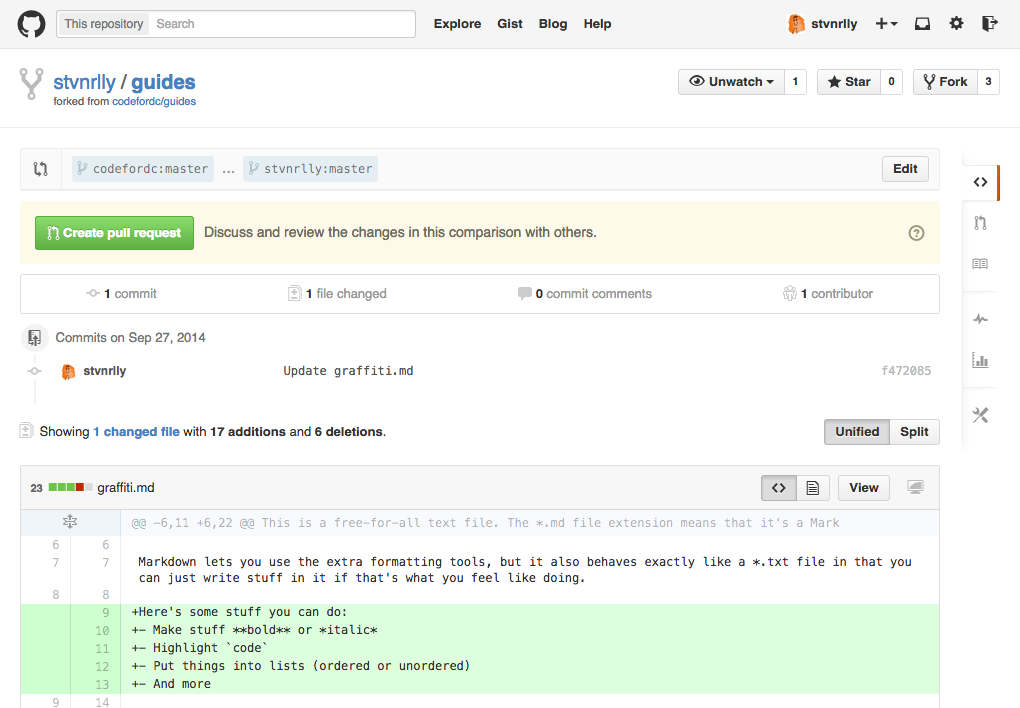 This repository Search Explore Gist Blog Help stvnrlly
stvnrlly / guides Unwatch 1 Star 0 Fork 3
forked from codefordc/guides
codefordc:master ... stvnrlly:master Edit
Create pull request Discuss and review the changes in this comparison with others.
1 commit 1 file changed 0 commit comments 1 contributor
Commits on Sep 27, 2014
stvnrlly Update graffiti.md f472085
Showing 1 changed file with 17 additions and 6 deletions. Unified Split
23 graffiti.md <> View
@@ -6,11 +6,22 @@ This is a free-for-all text file. The *.md file extension means that it's a Mark
6 6
7 7 Markdown lets you use the extra formatting tools, but it also behaves exactly like a *.txt file in that you
can just write stuff in it if that's what you feel like doing.
8 8
9 +Here's some stuff you can do:
10 +- Make stuff **bold** or *italic*
11 +- Highlight `code`
12 +- Put things into lists (ordered or unordered)
13 +- And more
9 14